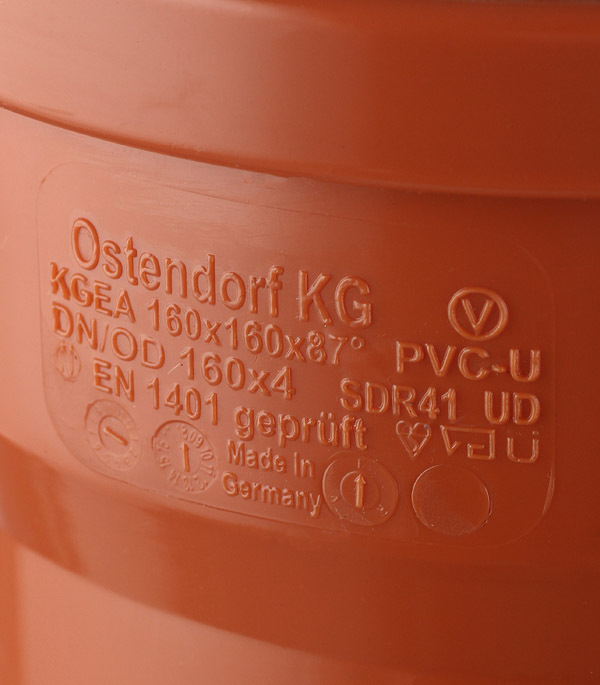 Ostendorf KG
KGEA 160x160x87°
DN/OD 160x4
EN 1401 geprüft
Made in
Germany
V
PVC-U
SDR41 UD
Ü